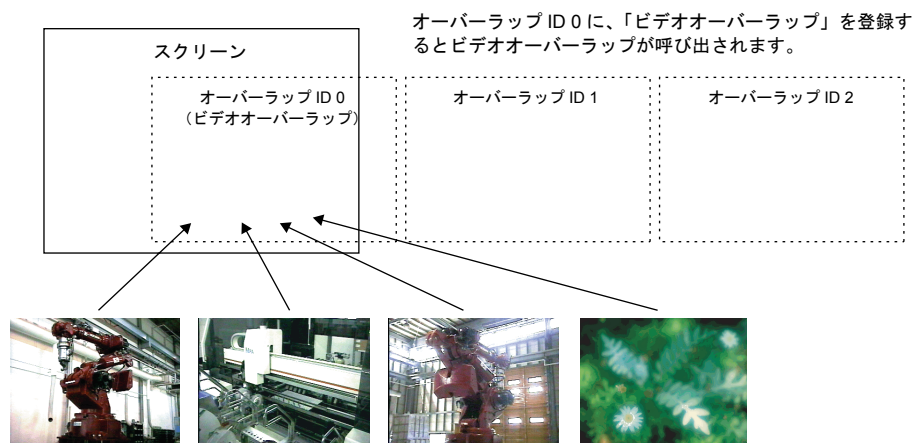 オーバーラップ ID 0 に、「ビデオオーバーラップ」を登録す
るとビデオオーバーラップが呼び出されます。
スクリーン
オーバーラップ ID 0
（ビデオオーバーラップ）
オーバーラップ ID 1
オーバーラップ ID 2